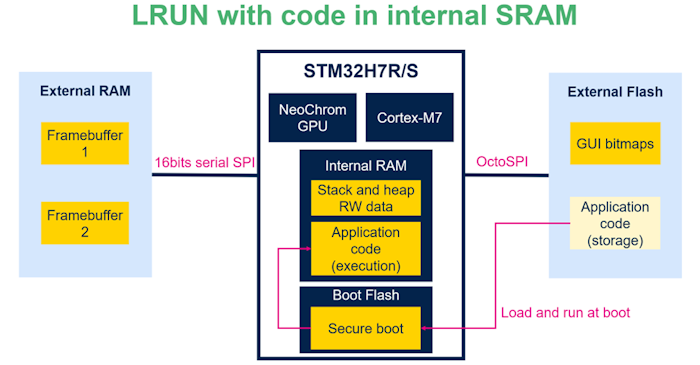 LRUN with code in internal SRAM
External RAM
Framebuffer
1
Framebuffer
2
16bits serial SPI
STM32H7R/S
NeoChrom
GPU
Cortex-M7
Internal RAM
Stack and heap
RW data
Application
code
(execution)
Boot Flash
Secure boot
OctoSPI
External Flash
GUI bitmaps
Application
code
(storage)
Load and run at boot